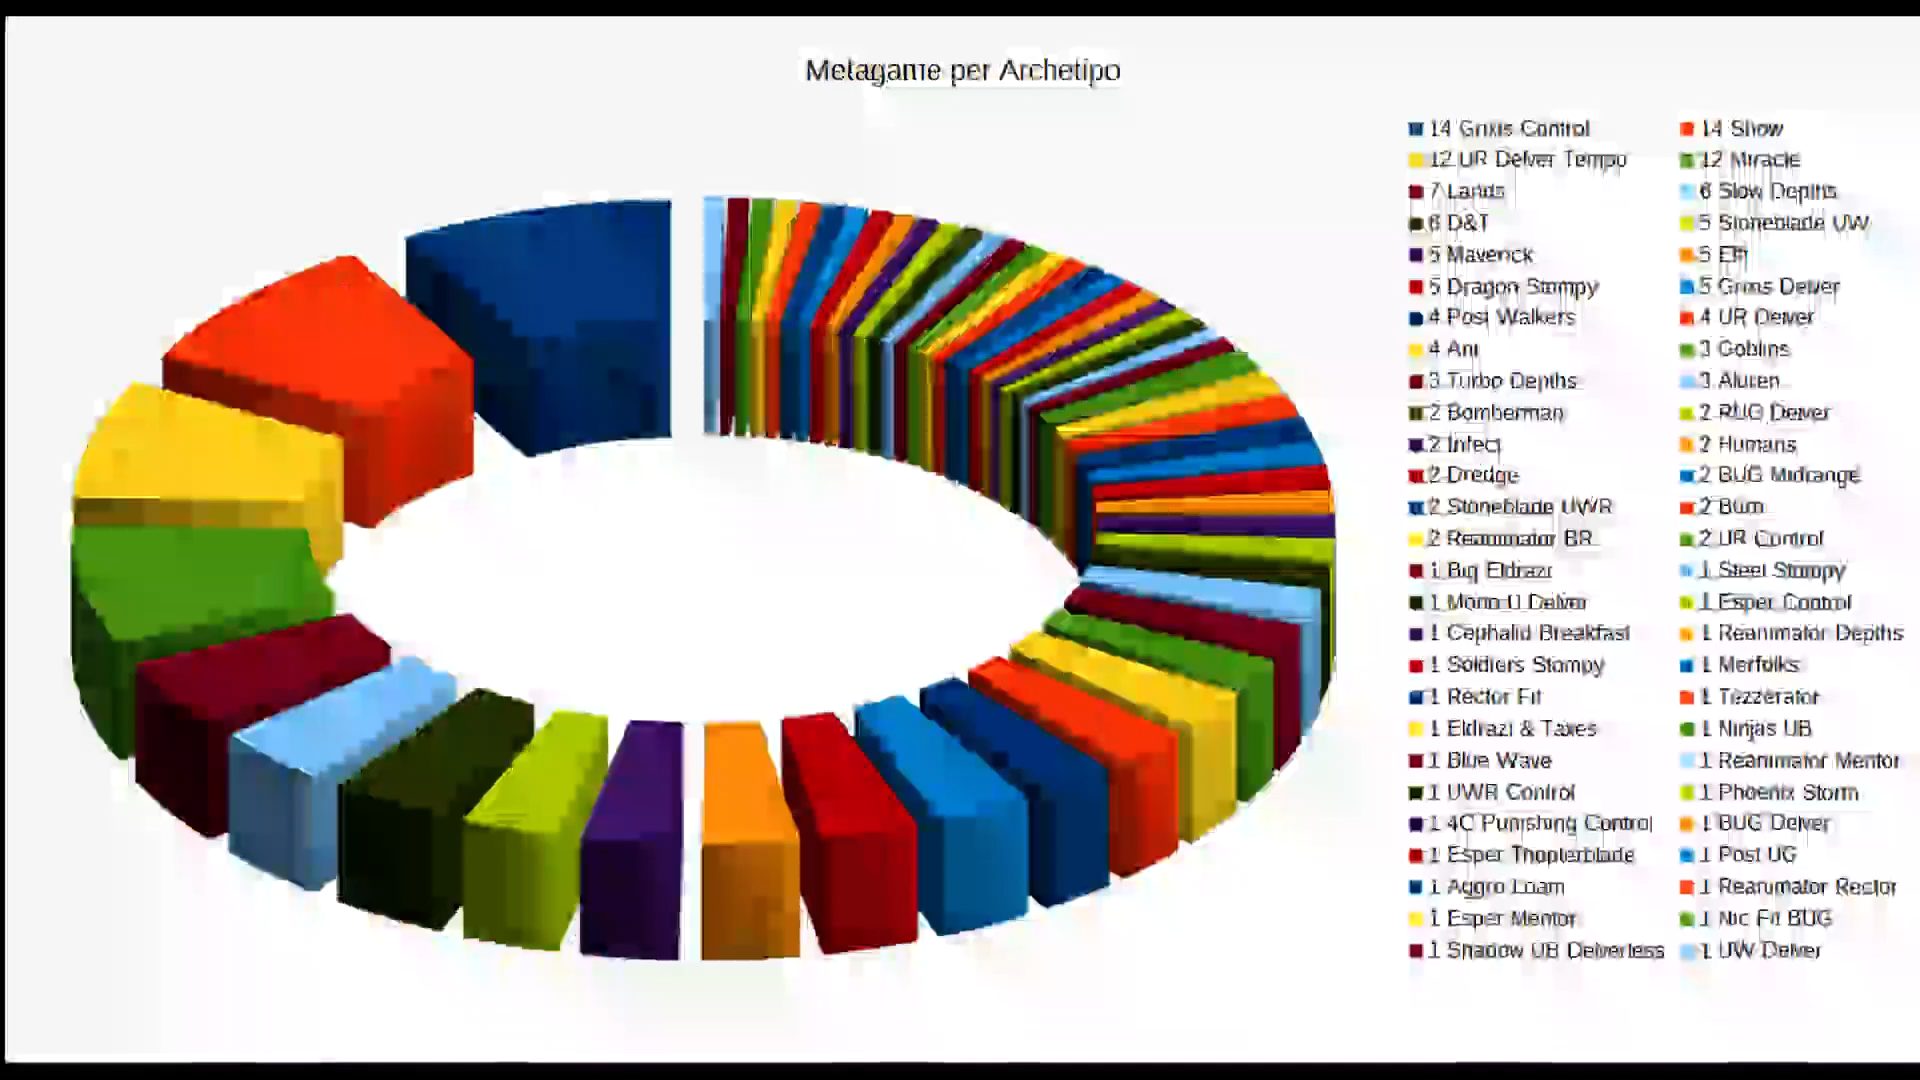 Metagame per Archetipo
14 Grixis Control 14 Show
12 UR Delver Tempo 12 Miracle
7 Lands 6 Slow Depths
6 D&T 5 Stoneblade UW
5 Maverick 5 Elfi
5 Dragon Stompy 5 Grixis Delver
4 Post Walkers 4 UR Delver
4 Ant 3 Goblins
3 Turbo Depths 3 Aluren
2 Bomberman 2 RUG Delver
2 Infect 2 Humans
2 Dredge 2 BUG Midrange
2 Stoneblade UWR 2 Burn
2 Reanimator BR 2 UR Control
1 Big Eldrazi 1 Steel Stompy
1 Mono U Delver 1 Esper Control
1 Cephalid Breakfast 1 Reanimator Depths
1 Soldiers Stompy 1 Merfolks
1 Rector Fit 1 Tezzerator
1 Eldrazi & Taxes 1 Ninjas UB
1 Blue Wave 1 Reanimator Mentor
1 UWR Control 1 Phoenix Storm
1 4C Punishing Control 1 BUG Delver
1 Esper Thopterblade 1 Post UG
1 Aggro Loam 1 Reanimator Rector
1 Esper Mentor 1 Nic Fit BUG
1 Shadow UB Delverless 1 UW Delver